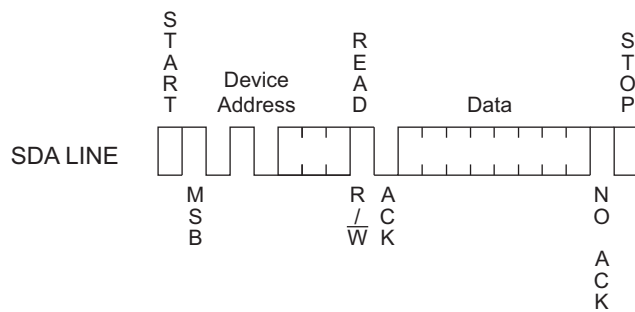 START
READ
STOP
Device
Address
Data
SDA LINE
MSB
R/W̅
ACK
NO ACK